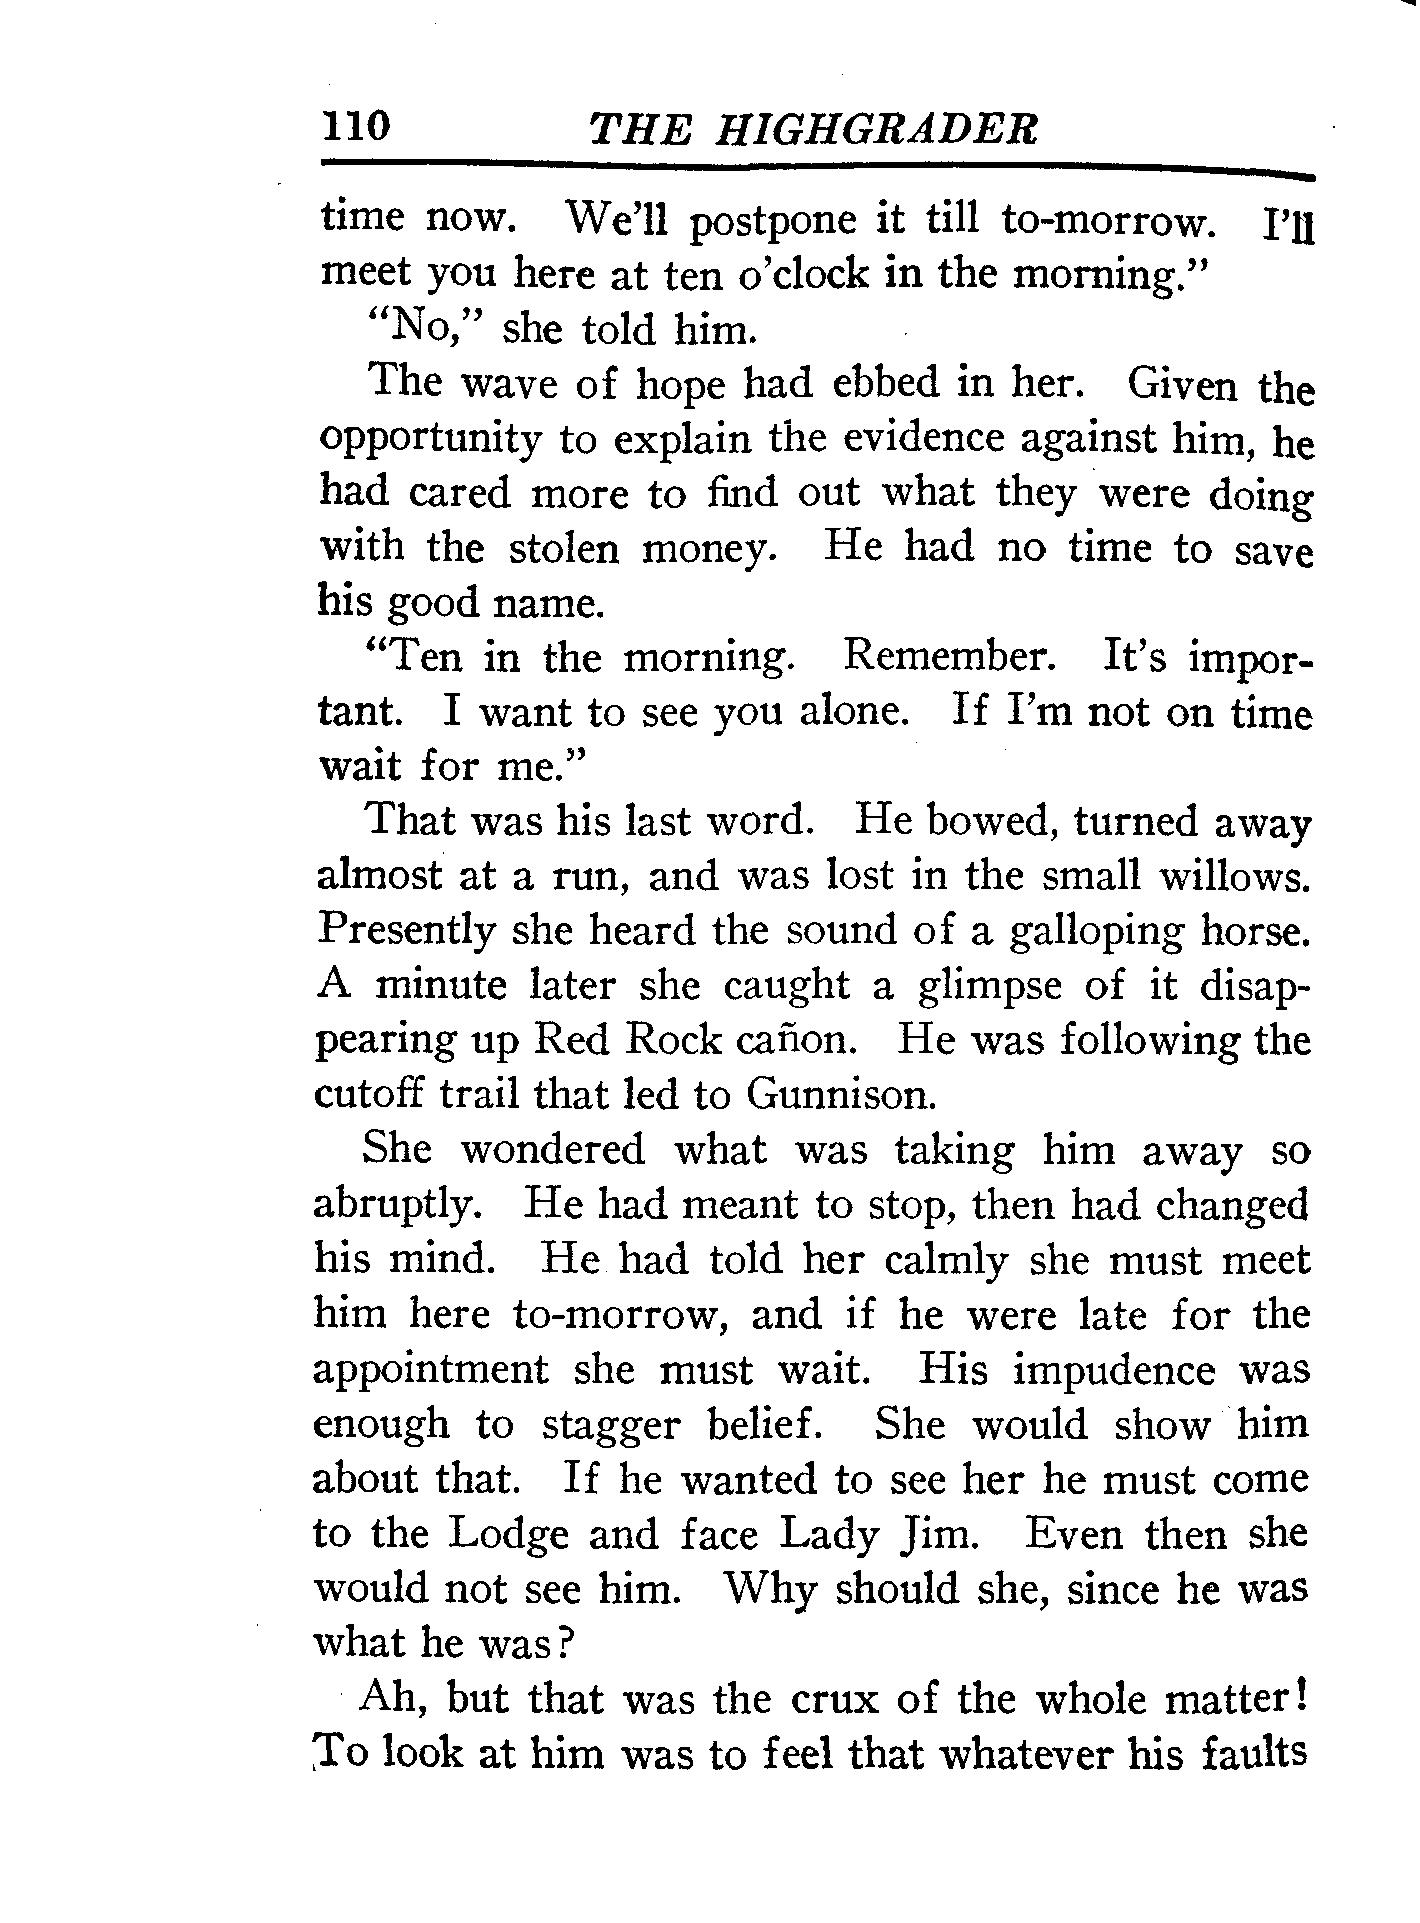 110 THE HIGHGRADER
time now. We'll postpone it till to-morrow. I'll
meet you here at ten o'clock in the morning."
"No," she told him.
The wave of hope had ebbed in her. Given the
opportunity to explain the evidence against him, he
had cared more to find out what they were doing
with the stolen money. He had no time to save
his good name.
"Ten in the morning. Remember. It's impor-
tant. I want to see you alone. If I'm not on time
wait for me."
That was his last word. He bowed, turned away
almost at a run, and was lost in the small willows.
Presently she heard the sound of a galloping horse.
A minute later she caught a glimpse of it disap-
pearing up Red Rock cañon. He was following the
cutoff trail that led to Gunnison.
She wondered what was taking him away so
abruptly. He had meant to stop, then had changed
his mind. He had told her calmly she must meet
him here to-morrow, and if he were late for the
appointment she must wait. His impudence was
enough to stagger belief. She would show him
about that. If he wanted to see her he must come
to the Lodge and face Lady Jim. Even then she
would not see him. Why should she, since he was
what he was?
Ah, but that was the crux of the whole matter!
To look at him was to feel that whatever his faults